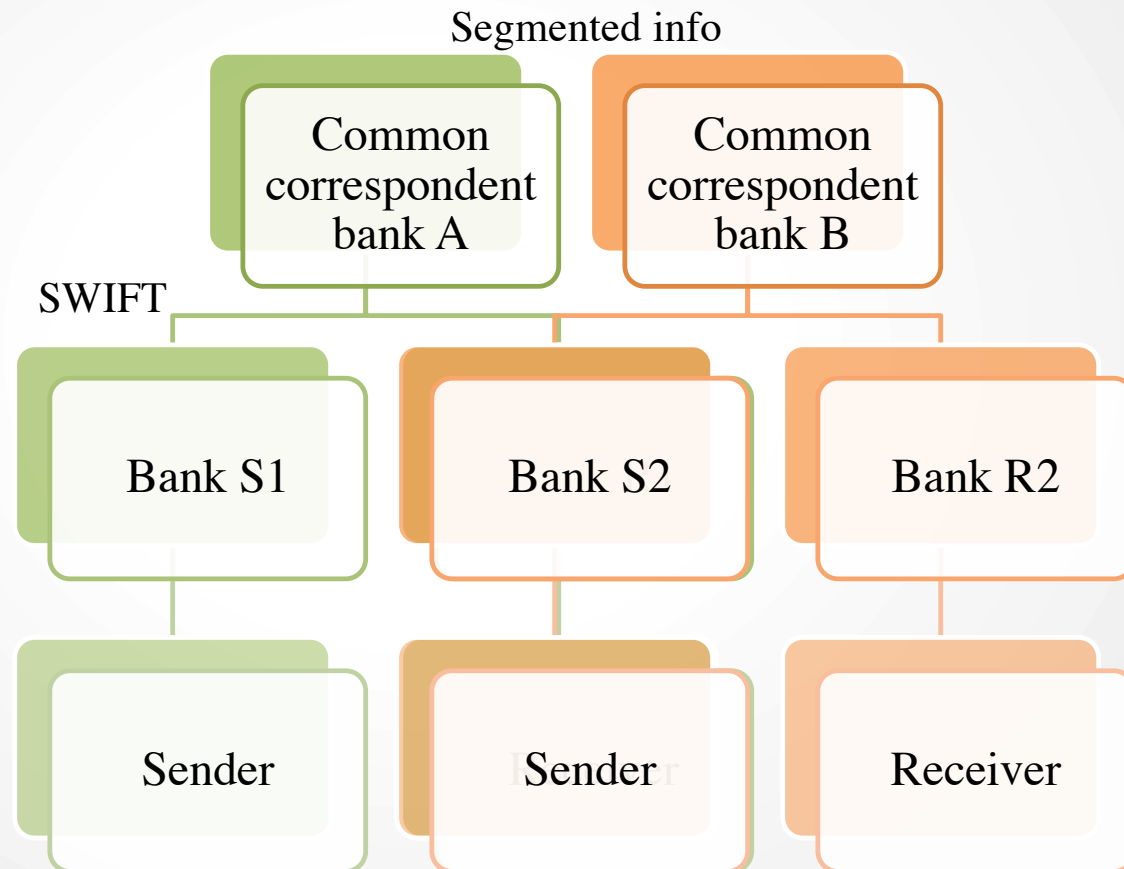 Segmented info
Common
correspondent
bank A
Common
correspondent
bank B
SWIFT
Bank S1
Bank S2
Bank R2
Sender
Sender
Receiver